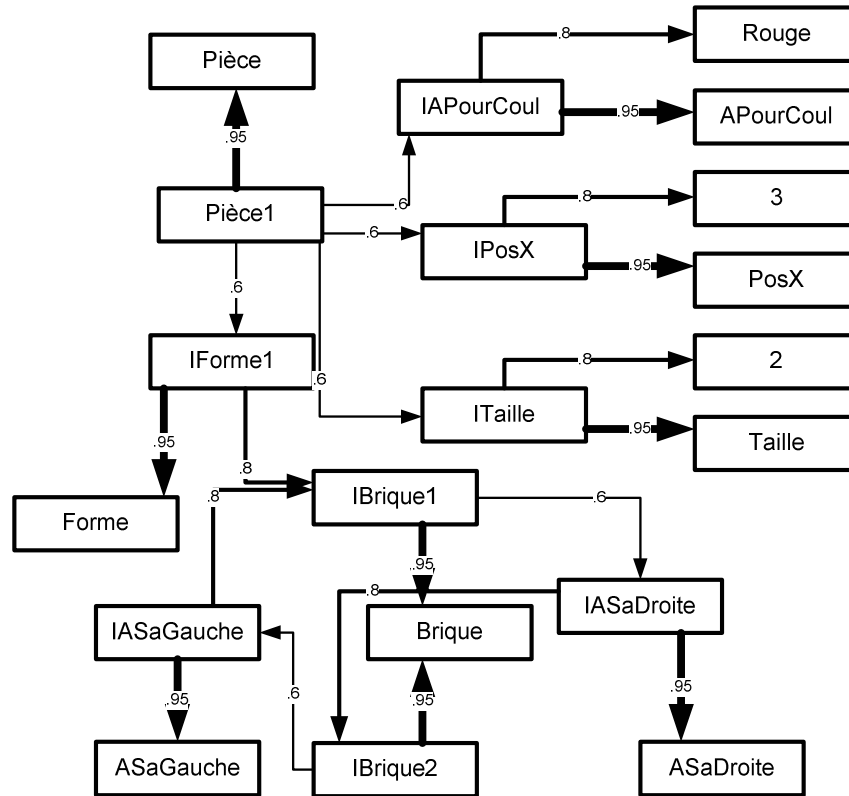 .8
Rouge
Pièce
IAPourCoul
.95
APourCoul
.95
.8
3
Pièce1
.6
.6
IPosX
.95
PosX
.6
IForme1
.8
2
.6
ITaille
.95
Taille
.95
.8
.8
IBrique1
.6
Forme
.95
.8
IASaDroite
IASaGauche
Brique
.95
.6
.95
.95
ASaGauche
IBrique2
ASaDroite